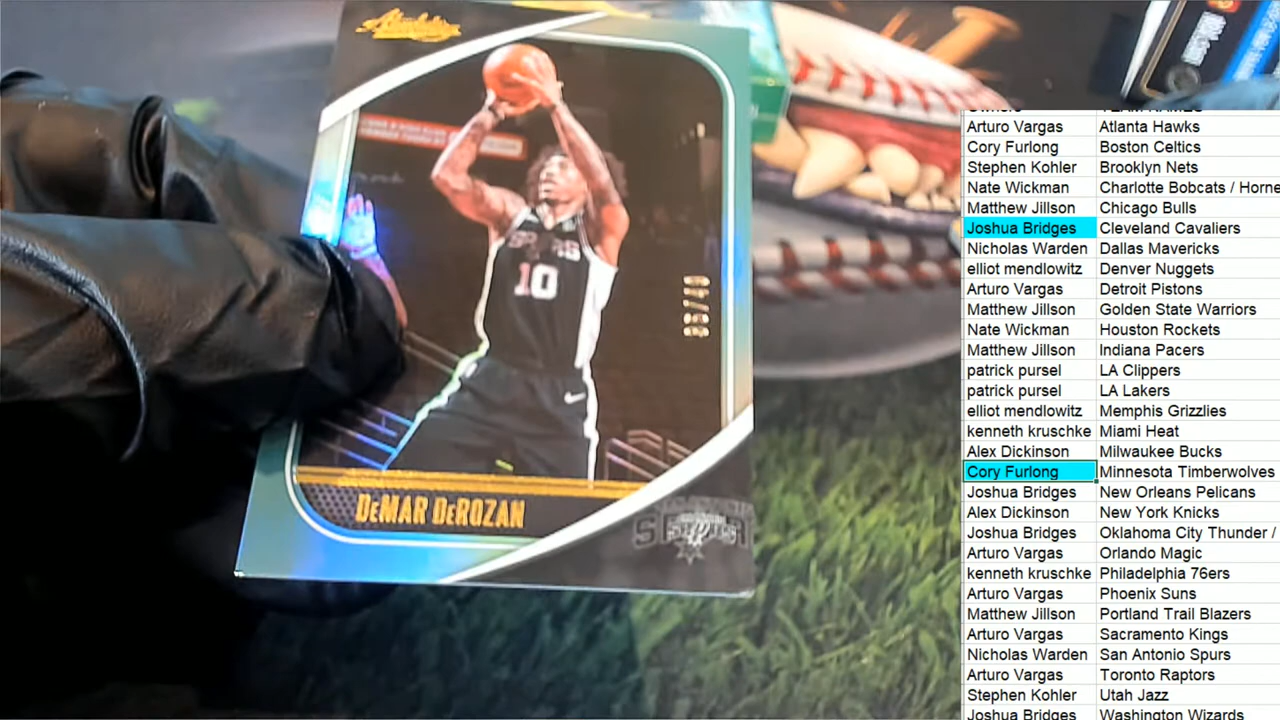 Absolute
SPURS
10
DeMAR DeROZAN
SPURS
Arturo Vargas Atlanta Hawks
Cory Furlong Boston Celtics
Stephen Kohler Brooklyn Nets
Nate Wickman Charlotte Bobcats / Horne
Matthew Jillson Chicago Bulls
Joshua Bridges Cleveland Cavaliers
Nicholas Warden Dallas Mavericks
elliot mendlowitz Denver Nuggets
Arturo Vargas Detroit Pistons
Matthew Jillson Golden State Warriors
Nate Wickman Houston Rockets
Matthew Jillson Indiana Pacers
patrick pursel LA Clippers
patrick pursel LA Lakers
elliot mendlowitz Memphis Grizzlies
kenneth kruschke Miami Heat
Alex Dickinson Milwaukee Bucks
Cory Furlong Minnesota Timberwolves
Joshua Bridges New Orleans Pelicans
Alex Dickinson New York Knicks
Joshua Bridges Oklahoma City Thunder /
Arturo Vargas Orlando Magic
kenneth kruschke Philadelphia 76ers
Arturo Vargas Phoenix Suns
Matthew Jillson Portland Trail Blazers
Arturo Vargas Sacramento Kings
Nicholas Warden San Antonio Spurs
Arturo Vargas Toronto Raptors
Stephen Kohler Utah Jazz
Joshua Bridges Washington Wizards